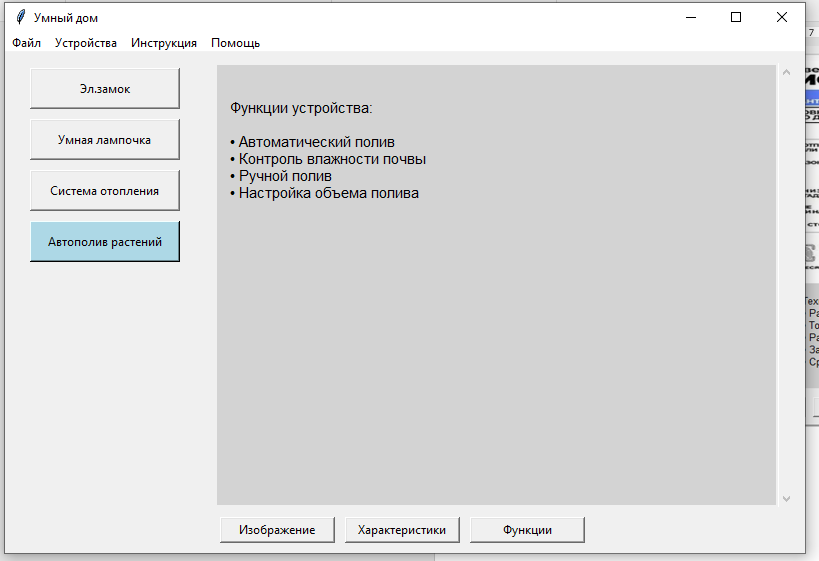 Умный дом
Файл Устройства Инструкция Помощь
Эл.замок
Умная лампочка
Система отопления
Автополив растений
Функции устройства:
• Автоматический полив
• Контроль влажности почвы
• Ручной полив
• Настройка объема полива
Изображение Характеристики Функции
7